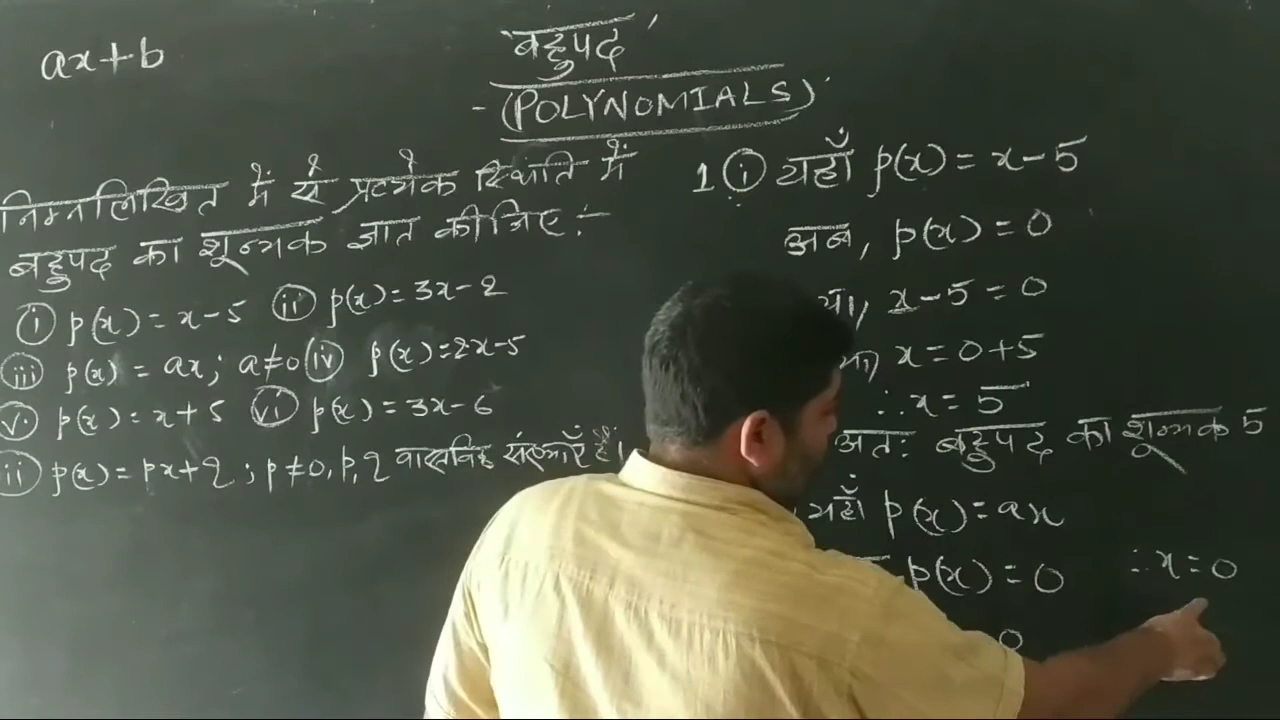 ax+b
'बहुपद'
-(POLYNOMIALS)
निम्नलिखित में से प्रत्येक स्थिति में
बहुपद का शून्यक ज्ञात कीजिए :-
(i) p(x) = x-5 (ii) p(x) = 3x-2
(iii) p(x) = ax; a≠0 (iv) p(x)=2x-5
(v) p(x) = x+5 (vi) p(x) = 3x-6
ii) p(x) = px+q ; p≠0, p, q वास्तविक संख्याएँ हैं।
1 (i) यहाँ p(x) = x-5
अब, p(x) = 0
या, x-5 = 0
x = 0+5
∴ x = 5
अतः बहुपद का शून्यक 5
यहाँ p(x) = ax
p(x) = 0 ∴ x = 0
0